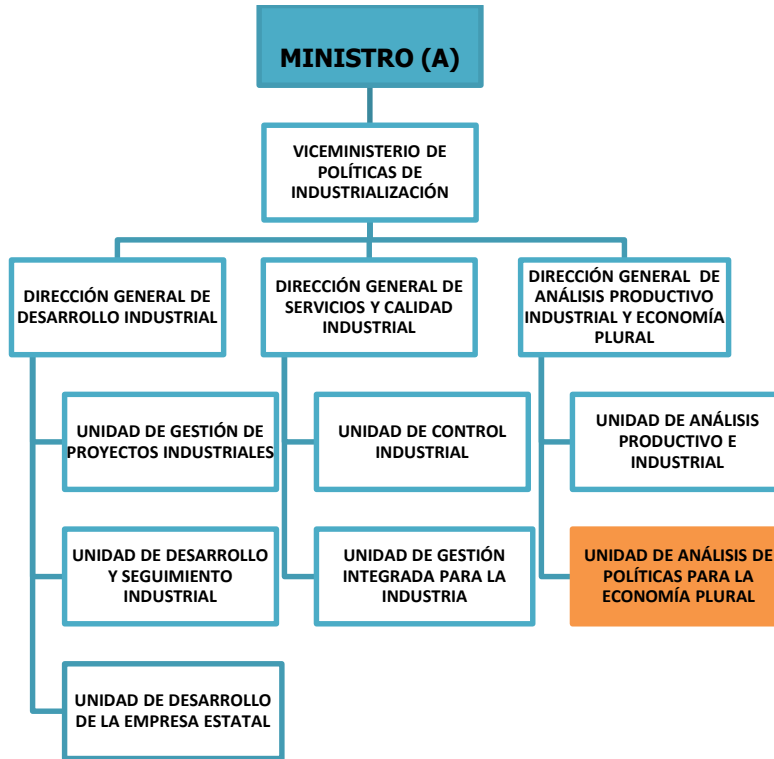 MINISTRO (A)
VICEMINISTERIO DE
POLÍTICAS DE
INDUSTRIALIZACIÓN
DIRECCIÓN GENERAL DE
DESARROLLO INDUSTRIAL
DIRECCIÓN GENERAL DE
SERVICIOS Y CALIDAD
INDUSTRIAL
DIRECCIÓN GENERAL DE
ANÁLISIS PRODUCTIVO
INDUSTRIAL Y ECONOMÍA
PLURAL
UNIDAD DE GESTIÓN DE
PROYECTOS INDUSTRIALES
UNIDAD DE CONTROL
INDUSTRIAL
UNIDAD DE ANÁLISIS
PRODUCTIVO E
INDUSTRIAL
UNIDAD DE DESARROLLO
Y SEGUIMIENTO
INDUSTRIAL
UNIDAD DE GESTIÓN
INTEGRADA PARA LA
INDUSTRIA
UNIDAD DE ANÁLISIS DE
POLÍTICAS PARA LA
ECONOMÍA PLURAL
UNIDAD DE DESARROLLO
DE LA EMPRESA ESTATAL